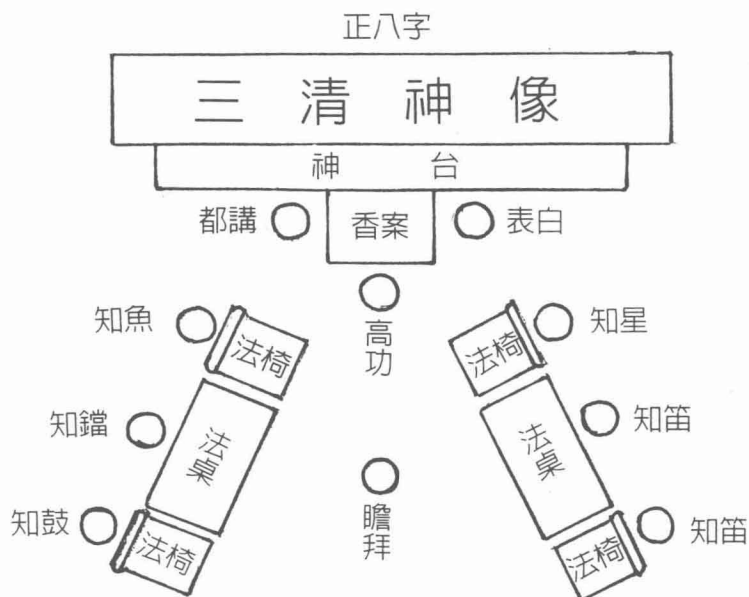 正八字
三清神像
神台
都講
香案
表白
高功
知魚
法椅
法椅
知星
知鐺
法桌
法桌
知笛
瞻拜
知鼓
法椅
法椅
知笛